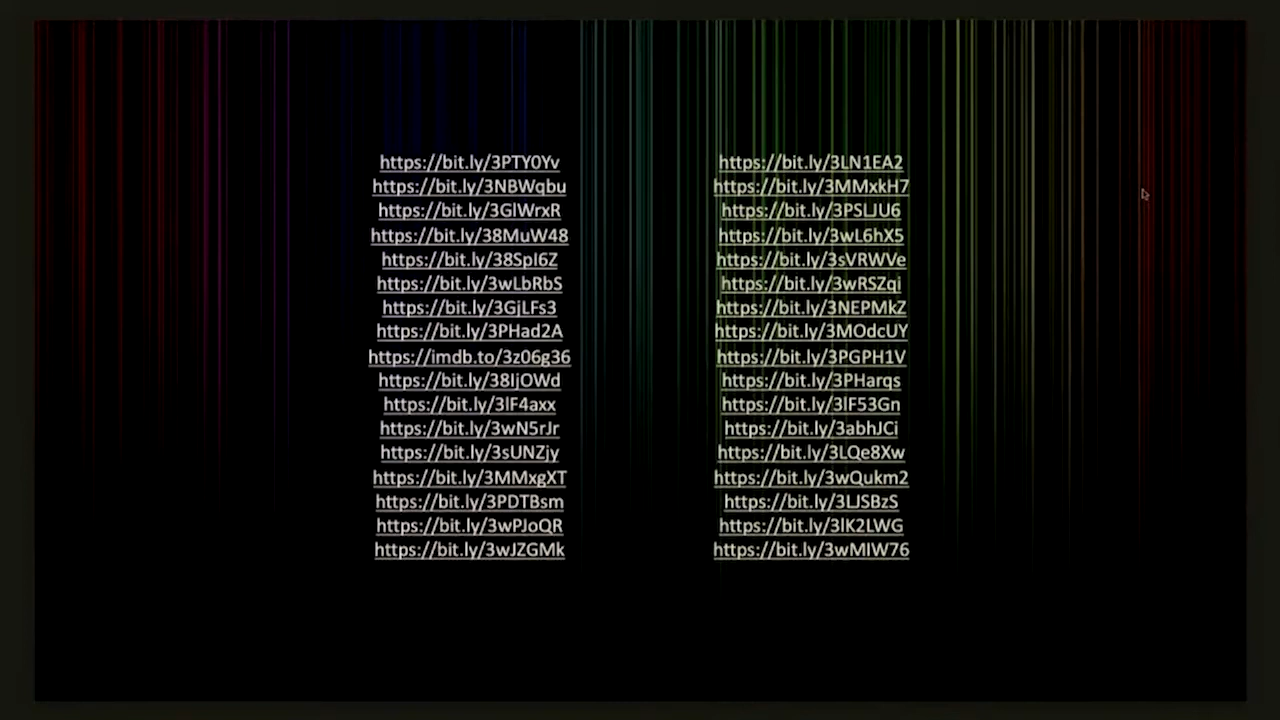 https://bit.ly/3PTY0Yv
https://bit.ly/3NBWqbu
https://bit.ly/3GlWrxR
https://bit.ly/38MuW48
https://bit.ly/38SpI6Z
https://bit.ly/3wLbRbS
https://bit.ly/3GjLFs3
https://bit.ly/3PHad2A
https://imdb.to/3z06g36
https://bit.ly/38IjOWd
https://bit.ly/3lF4axx
https://bit.ly/3wN5rJr
https://bit.ly/3sUNZjy
https://bit.ly/3MMxgXT
https://bit.ly/3PDTBsm
https://bit.ly/3wPJoQR
https://bit.ly/3wJZGMk
https://bit.ly/3LN1EA2
https://bit.ly/3MMxkH7
https://bit.ly/3PSLJU6
https://bit.ly/3wL6hX5
https://bit.ly/3sVRWVe
https://bit.ly/3wRSZqi
https://bit.ly/3NEPMkZ
https://bit.ly/3MOdcUY
https://bit.ly/3PGPH1V
https://bit.ly/3PHarqs
https://bit.ly/3lF53Gn
https://bit.ly/3abhJCi
https://bit.ly/3LQe8Xw
https://bit.ly/3wQukm2
https://bit.ly/3LJSBzS
https://bit.ly/3lK2LWG
https://bit.ly/3wMlW76